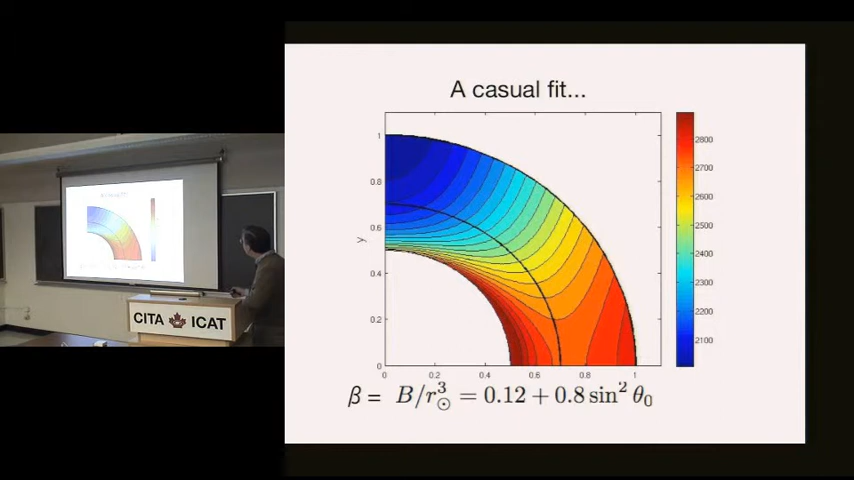 A casual fit...
1
0.8
0.6
y
0.4
0.2
0
0 0.2 0.4 0.6 0.8 1
2800
2700
2600
2500
2400
2300
2200
2100
β = B/r³⊙ = 0.12 + 0.8 sin² θ₀
CITA ICAT